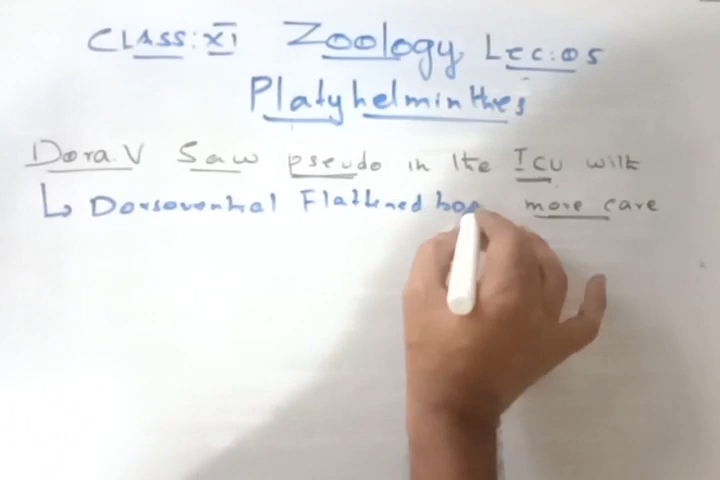 CLASS: XI Zoology Lec: 05
Platyhelminthes
Dora.V Saw pseudo in the ICU with
↳ Dorsoventral Flattened more care